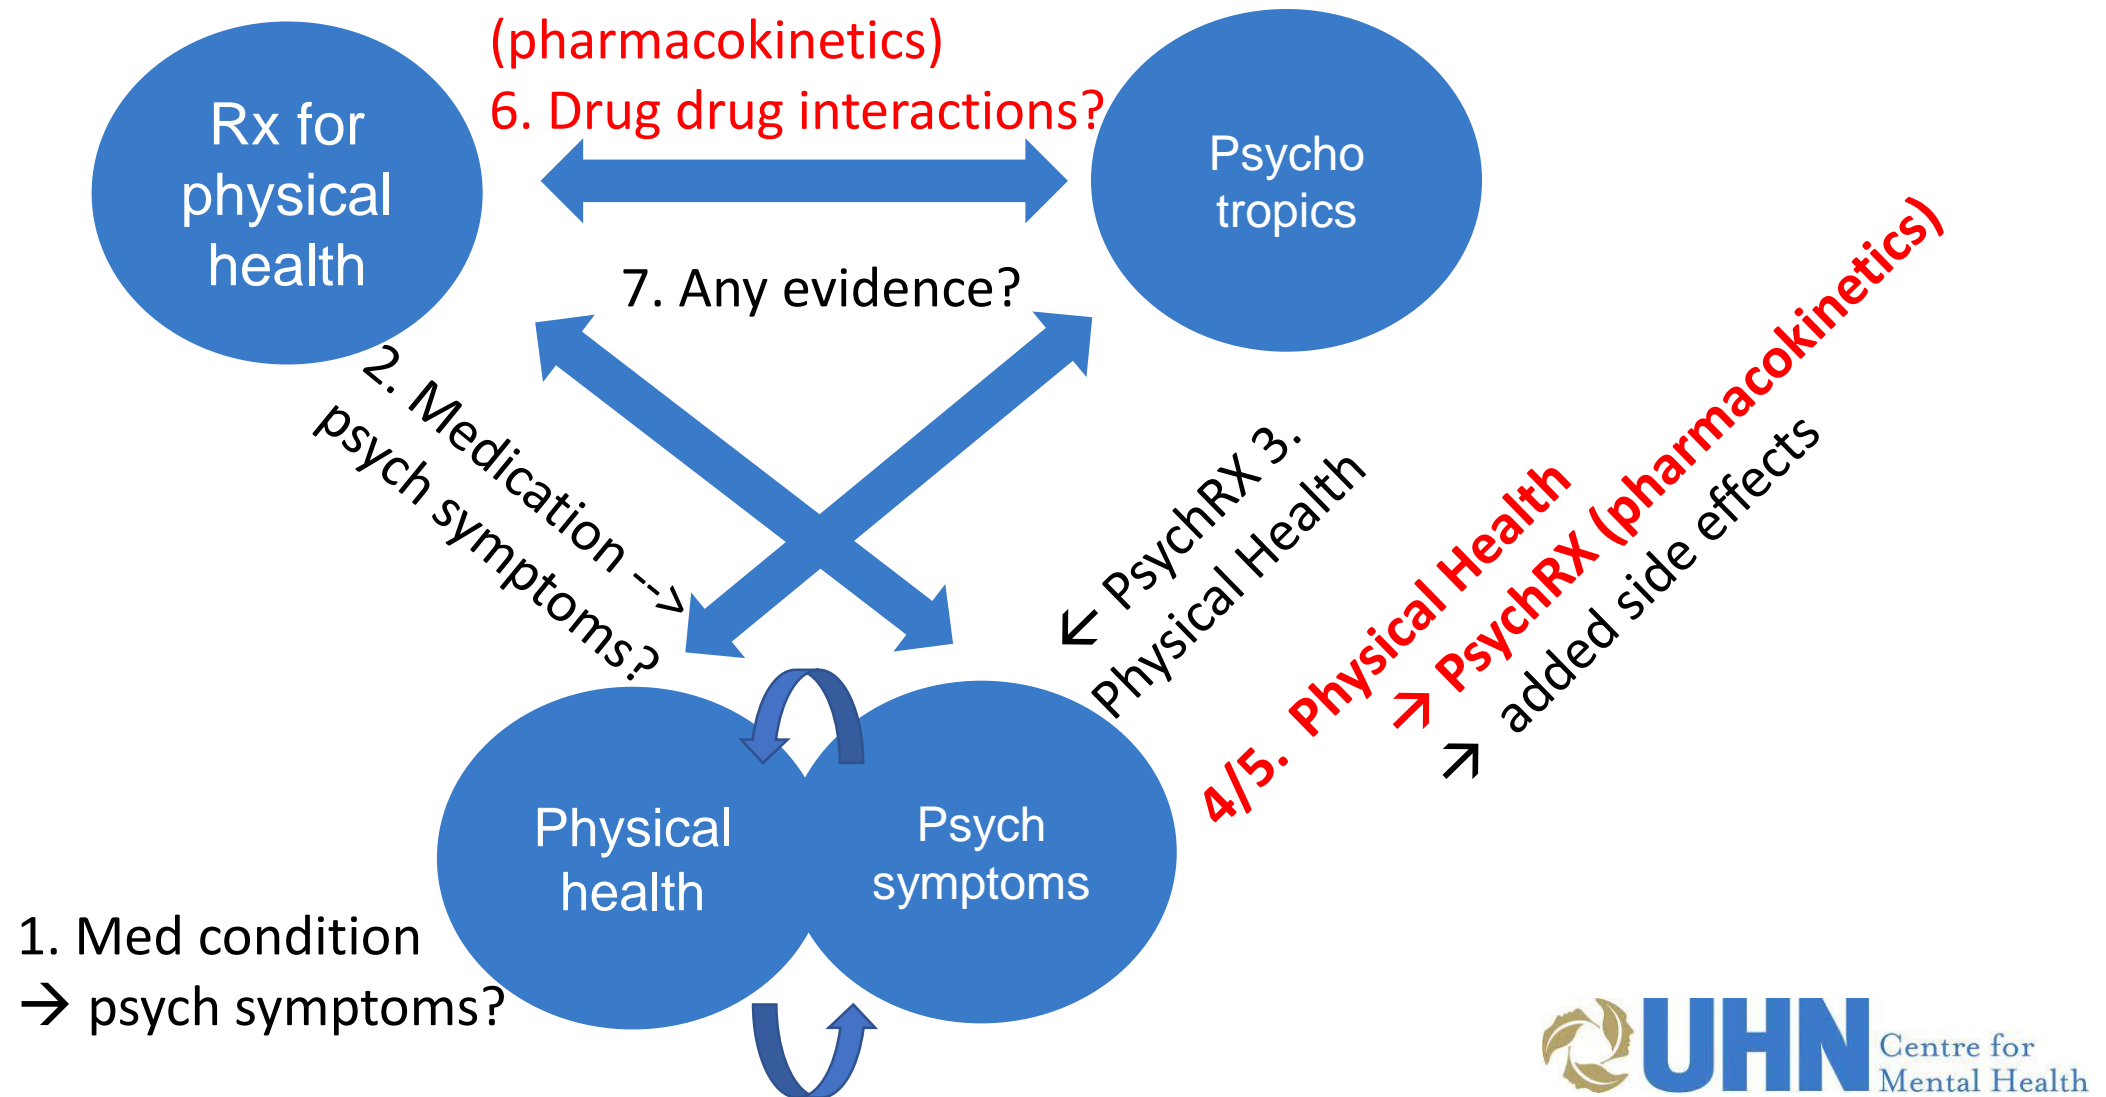 (pharmacokinetics)
6. Drug drug interactions?
Rx for
physical
health
Psycho
tropics
7. Any evidence?
2. Medication -->
psych symptoms?
← PsychRX 3.
Physical Health
4/5. Physical Health
→ PsychRX (pharmacokinetics)
→ added side effects
Physical
health
Psych
symptoms
1. Med condition
→ psych symptoms?
UHN
Centre for
Mental Health